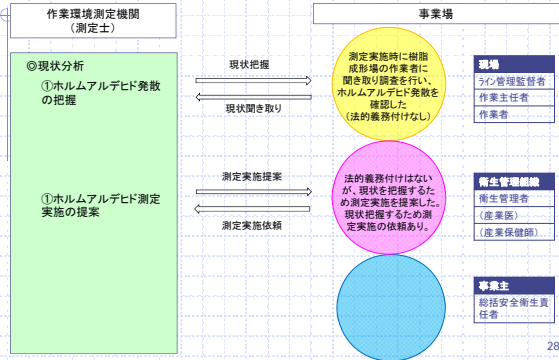 作業環境測定機関
（測定士）
事業場
◎現状分析
①ホルムアルデヒド発散
の把握
現状把握
現状聞き取り
測定実施時に樹脂
成形場の作業者に
聞き取り調査を行い、
ホルムアルデヒド発散を
確認した
（法的義務付けなし）
現場
ライン管理監督者
作業主任者
作業者
①ホルムアルデヒド測定
実施の提案
測定実施提案
測定実施依頼
法的義務付けはない
が、現状を把握するた
め測定実施を提案した。
現状把握するため測
定実施の依頼あり。
衛生管理組織
衛生管理者
（産業医）
（産業保健師）
事業主
総括安全衛生責
任者
28